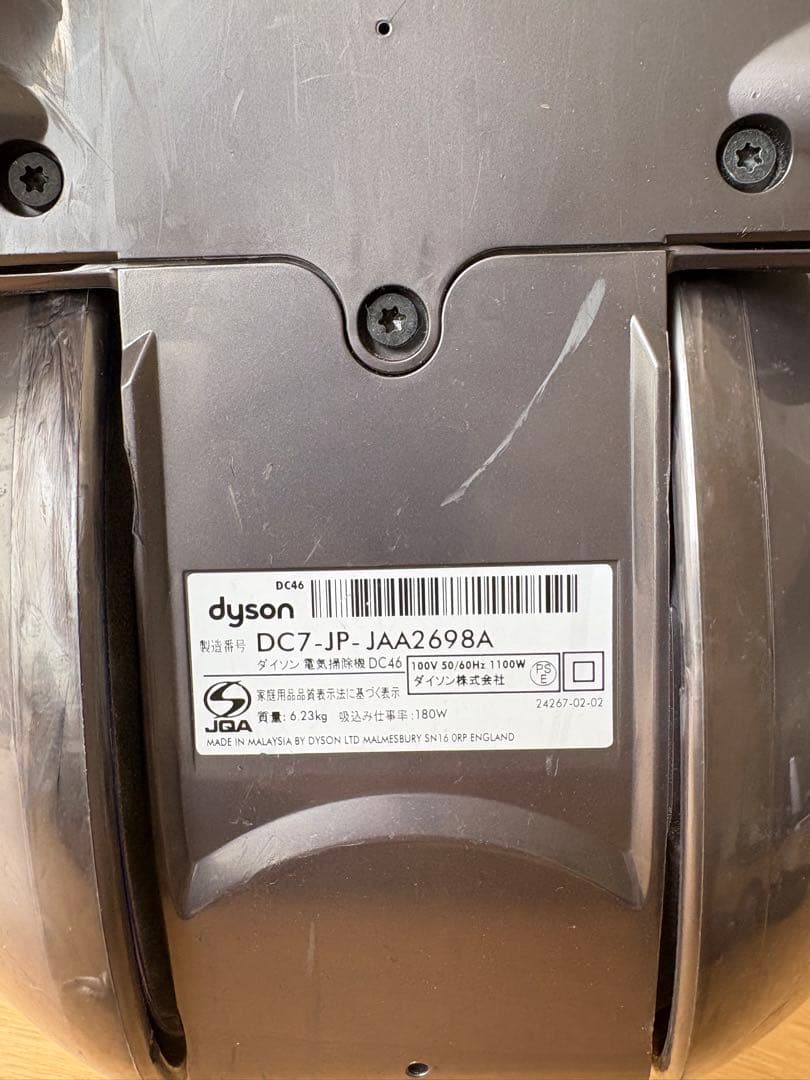 DC46
dyson
製造番号 DC7-JP-JAA2698A
ダイソン 電気掃除機 DC46
100V 50/60Hz 1100W
ダイソン株式会社
PS
E
JQA
家庭用品品質表示法に基づく表示
質量: 6.23kg 吸込み仕事率:180W
24267-02-02
MADE IN MALAYSIA BY DYSON LTD MALMESBURY SN16 0RP ENGLAND